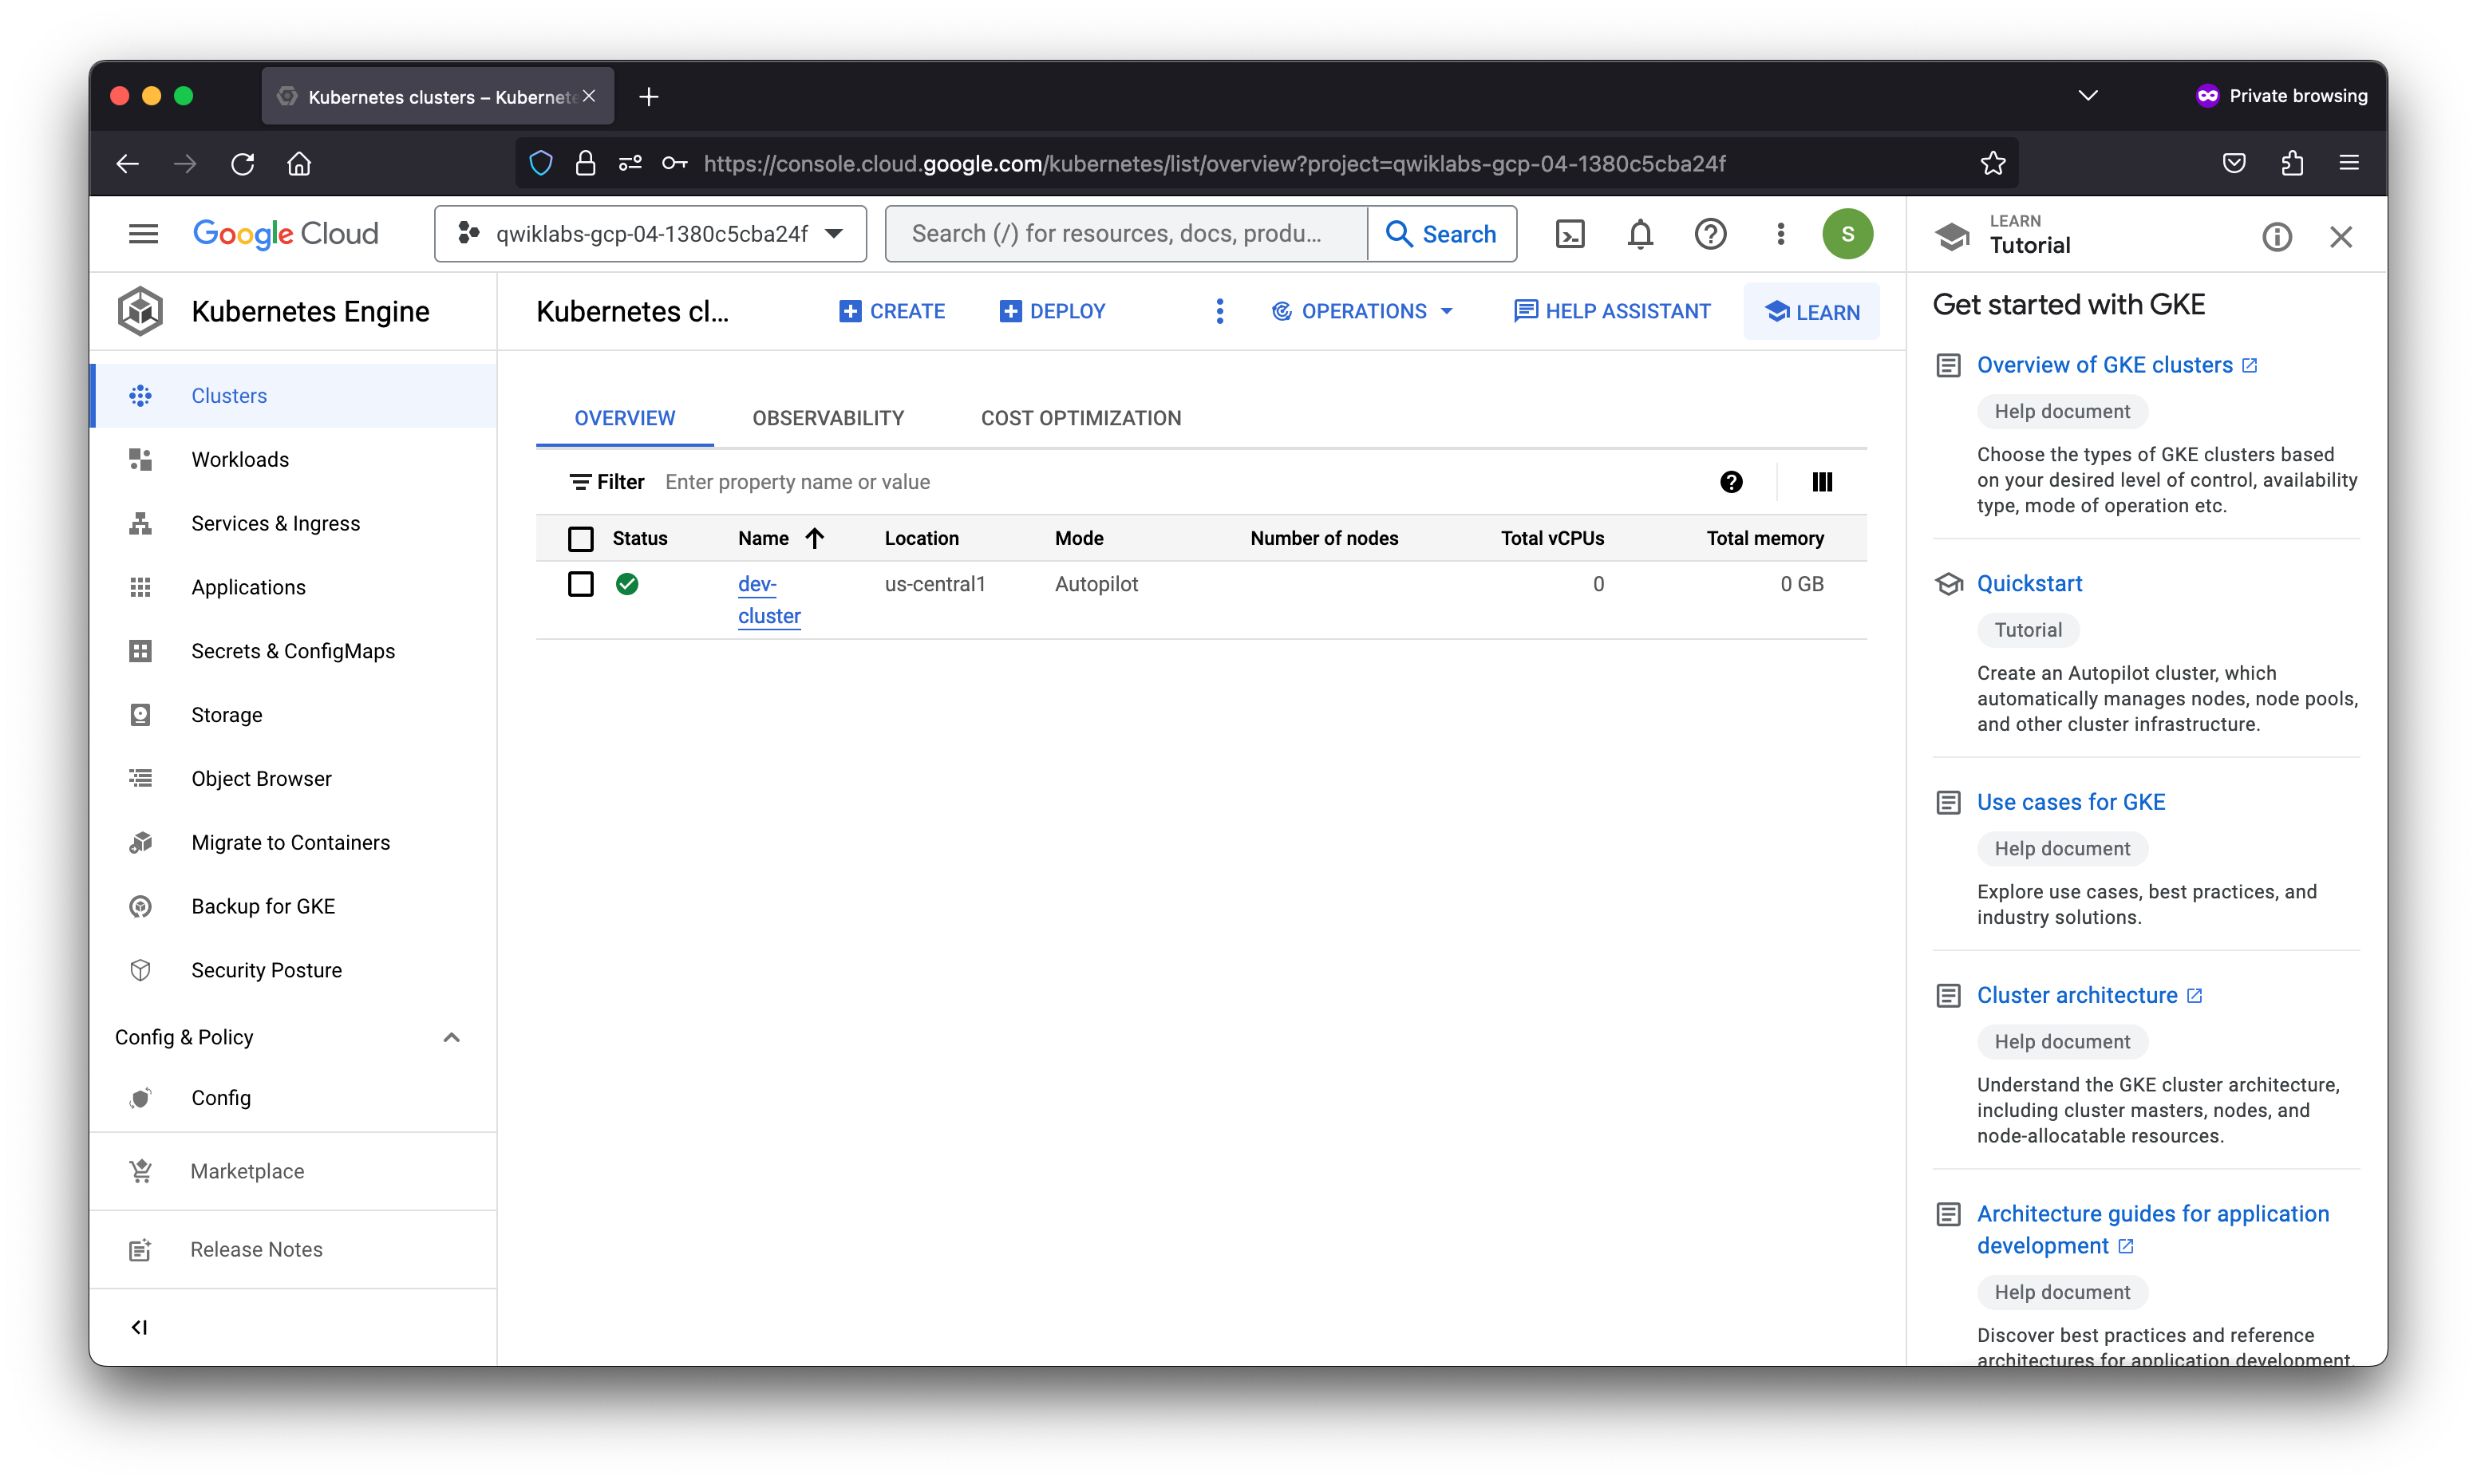 Kubernetes clusters – Kubernete
Private browsing
https://console.cloud.google.com/kubernetes/list/overview?project=qwiklabs-gcp-04-1380c5cba24f
Google Cloud
qwiklabs-gcp-04-1380c5cba24f
Search (/) for resources, docs, produ...
Search
S
LEARN
Tutorial
Kubernetes Engine
Clusters
Workloads
Services & Ingress
Applications
Secrets & ConfigMaps
Storage
Object Browser
Migrate to Containers
Backup for GKE
Security Posture
Config & Policy
Config
Marketplace
Release Notes
Kubernetes cl...
CREATE
DEPLOY
OPERATIONS
HELP ASSISTANT
LEARN
OVERVIEW
OBSERVABILITY
COST OPTIMIZATION
Filter
Enter property name or value
Status
Name
Location
Mode
Number of nodes
Total vCPUs
Total memory
dev-
cluster
us-central1
Autopilot
0
0 GB
Get started with GKE
Overview of GKE clusters
Help document
Choose the types of GKE clusters based
on your desired level of control, availability
type, mode of operation etc.
Quickstart
Tutorial
Create an Autopilot cluster, which
automatically manages nodes, node pools,
and other cluster infrastructure.
Use cases for GKE
Help document
Explore use cases, best practices, and
industry solutions.
Cluster architecture
Help document
Understand the GKE cluster architecture,
including cluster masters, nodes, and
node-allocatable resources.
Architecture guides for application
development
Help document
Discover best practices and reference
architectures for application development.